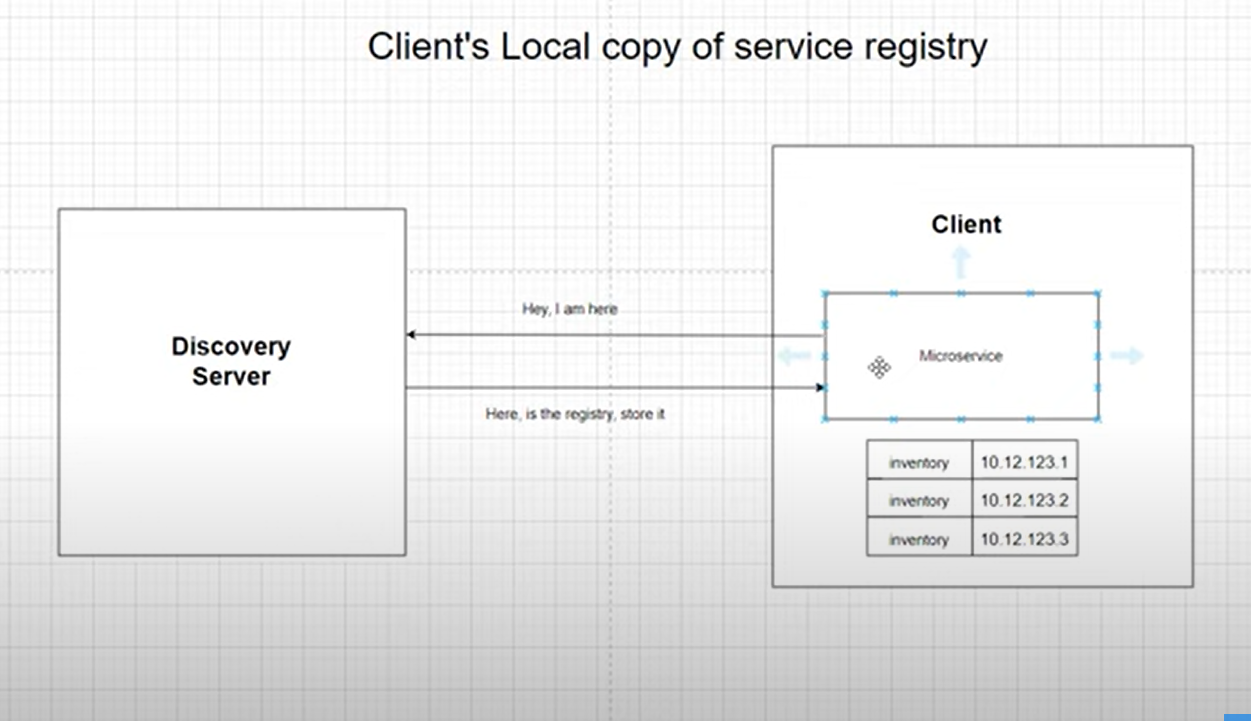 Client's Local copy of service registry
Discovery
Server
Hey, I am here
Here, is the registry, store it
Client
Microservice
inventory 10.12.123.1
inventory 10.12.123.2
inventory 10.12.123.3